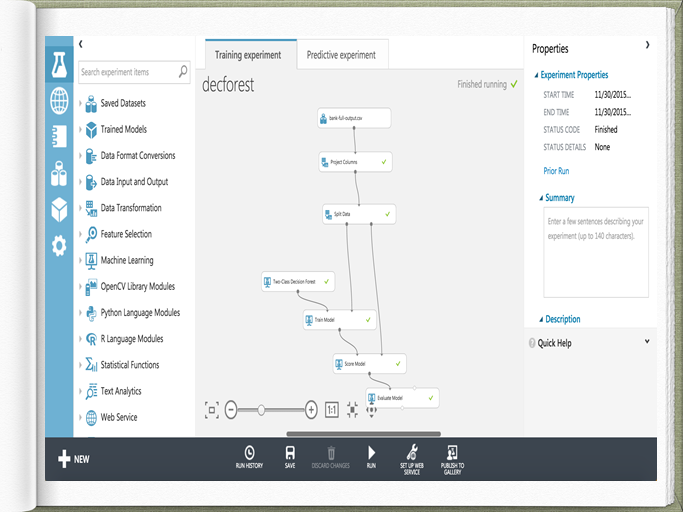 Training experiment
Predictive experiment
Properties
Search experiment items
decforest
Finished running
Saved Datasets
Trained Models
Data Format Conversions
Data Input and Output
Data Transformation
Feature Selection
Machine Learning
OpenCV Library Modules
Python Language Modules
R Language Modules
Statistical Functions
Text Analytics
Web Service
bank-full-output.csv
Project Columns
Split Data
Two-Class Decision Forest
Train Model
Score Model
Evaluate Model
1:1
Experiment Properties
START TIME 11/30/2015...
END TIME 11/30/2015...
STATUS CODE Finished
STATUS DETAILS None
Prior Run
Summary
Enter a few sentences describing your
experiment (up to 140 characters).
Description
Quick Help
NEW
RUN HISTORY
SAVE
DISCARD CHANGES
RUN
SET UP WEB
SERVICE
PUBLISH TO
GALLERY